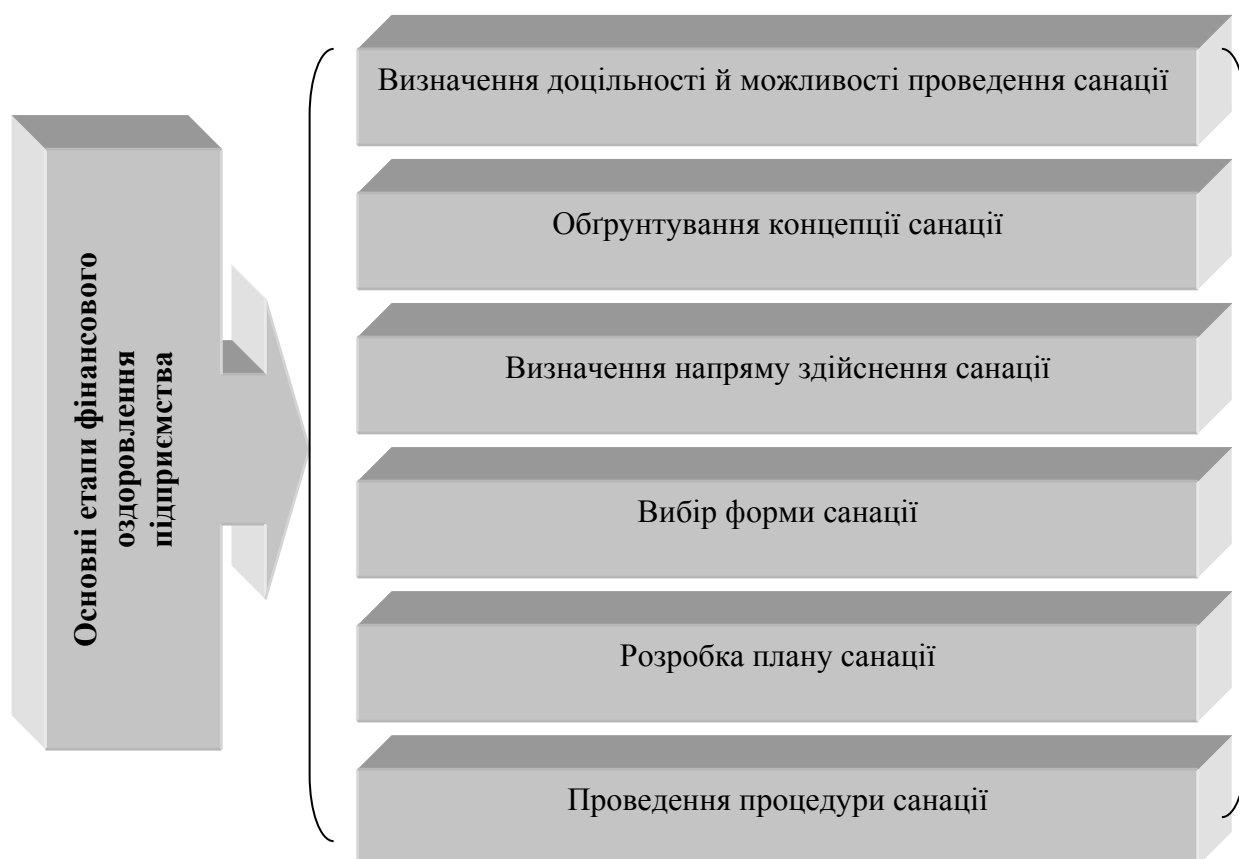 Основні етапи фінансового
оздоровлення
підприємства
Визначення доцільності й можливості проведення санації
Обґрунтування концепції санації
Визначення напряму здійснення санації
Вибір форми санації
Розробка плану санації
Проведення процедури санації